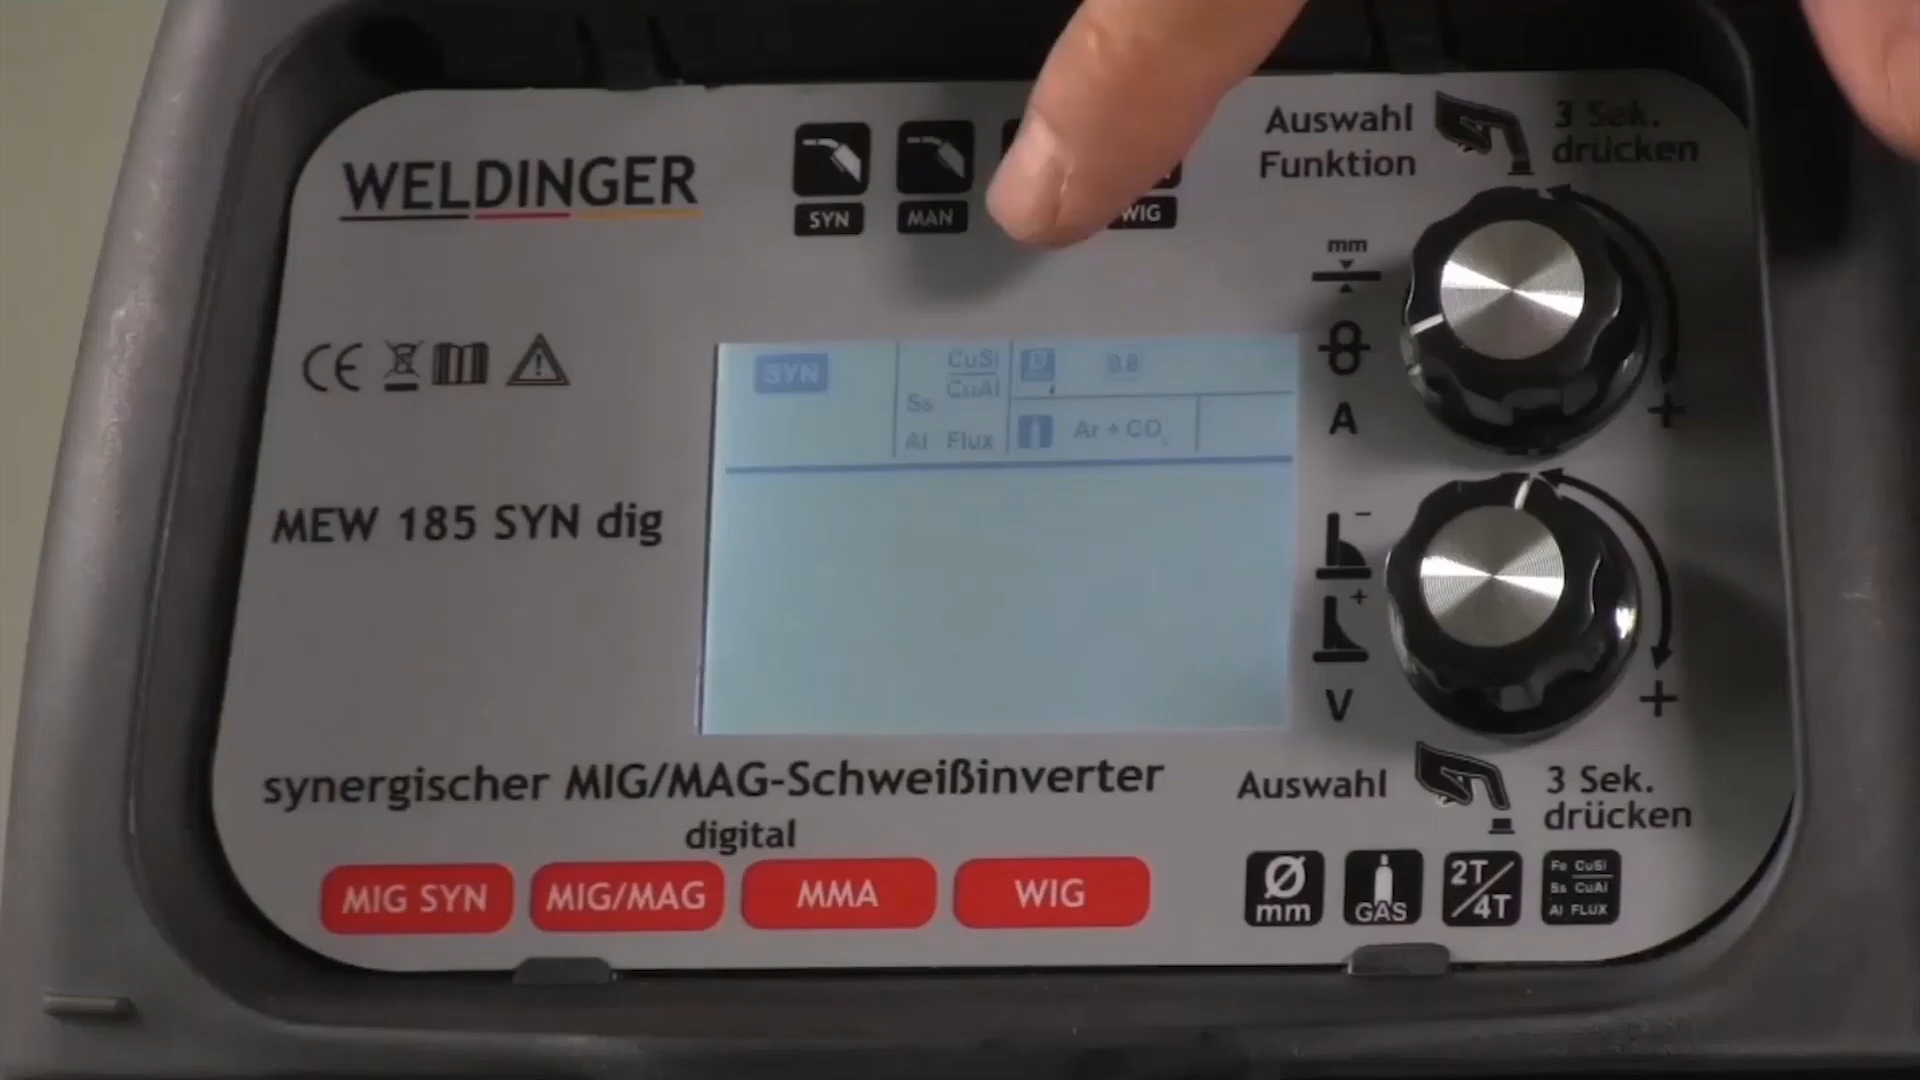 WELDINGER
SYN
MAN
WIG
Auswahl
Funktion
3 Sek.
drücken
mm
A
+
CE
SYN
CuSi
CuAl
Ss
Al Flux
0.8
Ar + CO
MEW 185 SYN dig
−
+
V
+
synergischer MIG/MAG-Schweißinverter
digital
Auswahl
3 Sek.
drücken
MIG SYN
MIG/MAG
MMA
WIG
Ø
mm
GAS
2T/4T
Fe CuSi
Ss CuAl
Al FLUX